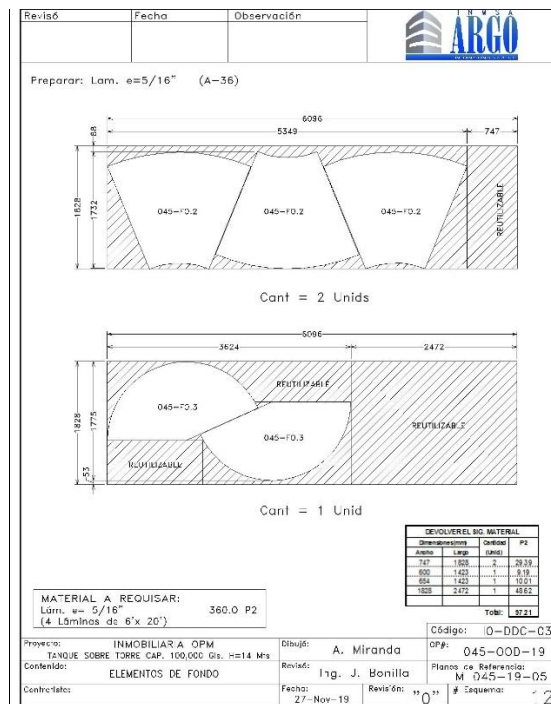 Revisó Fecha Observación
INMSA
ARGO
Preparar: Lam. e=5/16" (A-36)
6096
5349 747
1828
1732
045-FO.2 045-FO.2 045-FO.2 REUTILIZABLE
Cant = 2 Unids
6096
3624 2472
1828
1775
53
045-FO.3 REUTILIZABLE
045-FO.3 REUTILIZABLE
REUTILIZABLE
Cant = 1 Unid
DEVOLVER EL SIG. MATERIAL
Dimensiones(mm) Cantidad P2
Ancho Largo (Unid)
747 1828 2 29.39
600 1423 1 9.19
654 1423 1 10.01
1828 2472 1 48.62
Total: 97.21
MATERIAL A REQUISAR:
Lám. e= 5/16" 360.0 P2
(4 Láminas de 6'x 20')
Código: IO-DDC-03
Proyecto: INMOBILIARIA OPM
TANQUE SOBRE TORRE CAP. 100,000 Gls. H=14 Mts
Dibujó: A. Miranda
OP#: 045-OOD-19
Contenido: ELEMENTOS DE FONDO
Revisó: Ing. J. Bonilla
Planos de Referencia: M 045-19-05
Contratista:
Fecha: 27-Nov-19
Revisión: "0"
# Esquema: 2